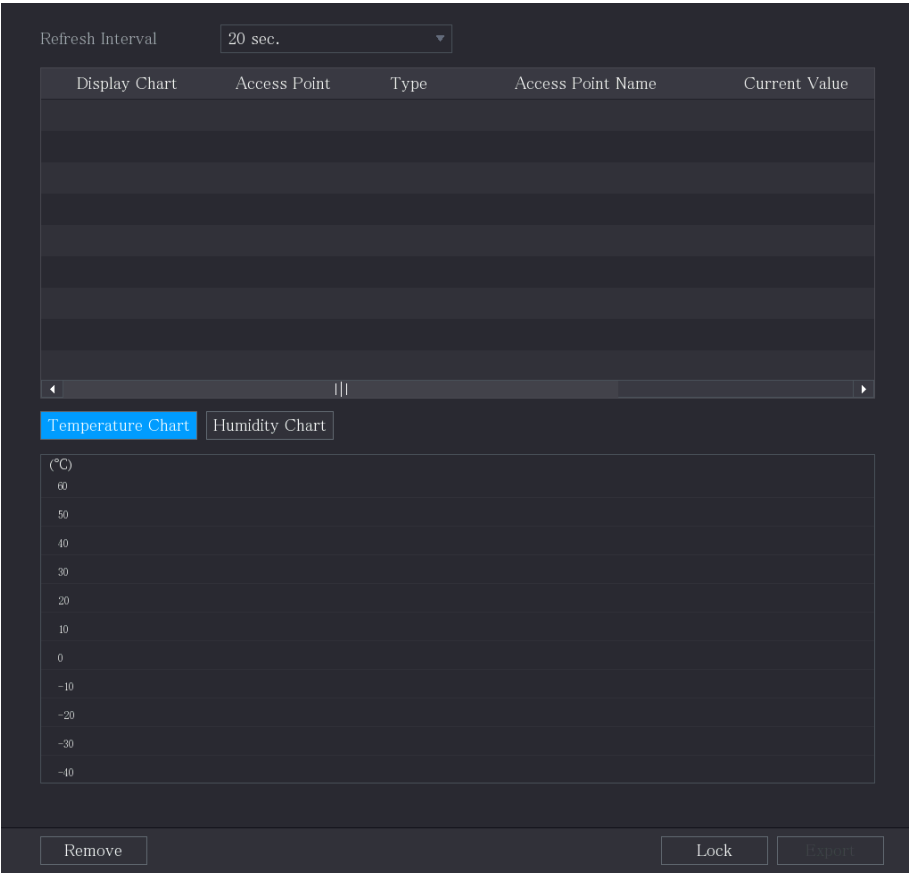 Refresh Interval 20 sec.
Display Chart Access Point Type Access Point Name Current Value
Temperature Chart Humidity Chart
(°C)
60
50
40
30
20
10
0
-10
-20
-30
-40
Remove Lock Export